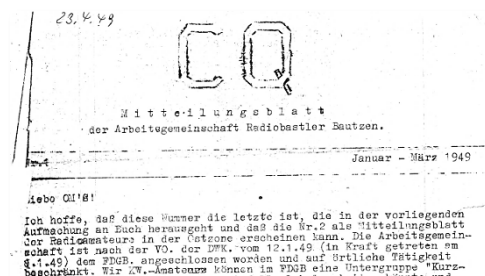 23.4.49
CQ
Mitteilungsblatt
der Arbeitsgemeinschaft Radiobastler Bautzen.
Januar - März 1949
Liebe OM'S!
Ich hoffe, daß diese Nummer die letzte ist, die in der vorliegenden
Aufmachung an Euch herausgeht und daß die Nr.2 als Mitteilungsblatt
der Radioamateure in der Ostzone erscheinen kann. Die Arbeitsgemein-
schaft ist nach der VO. der DWK. vom 12.1.49 (in Kraft getreten am
1.49) dem FDGB. angeschlossen worden und auf örtliche Tätigkeit
beschränkt. Wir KW.-Amateure können im FDGB eine Untergruppe "Kurz-